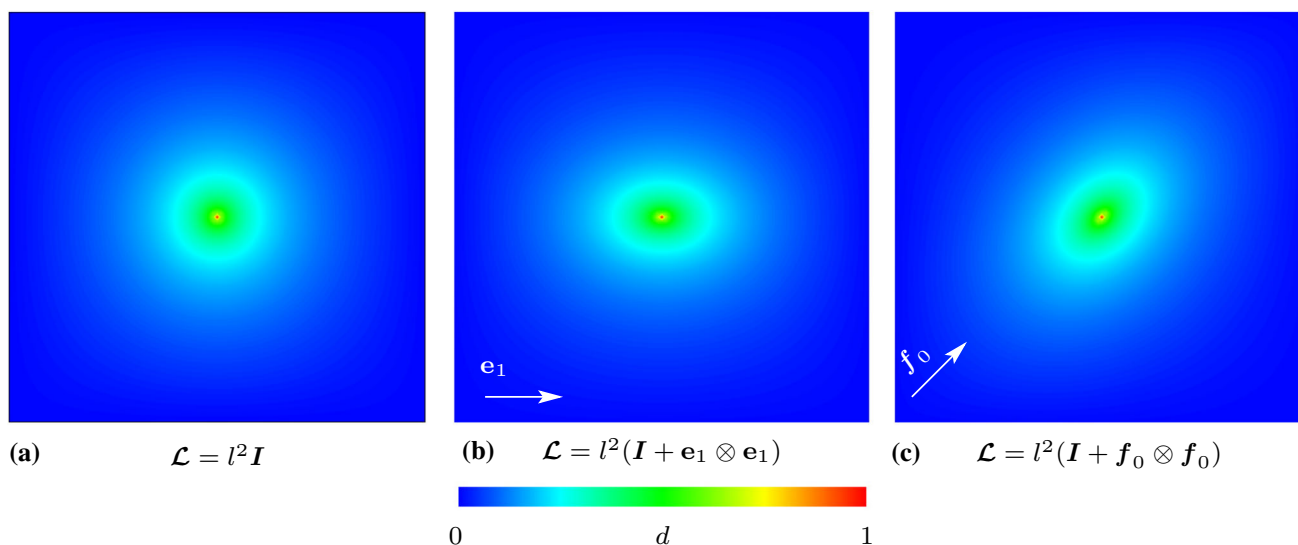 e₁
f₀
(a) 𝓛 = l²I
(b) 𝓛 = l²(I + e₁ ⊗ e₁)
(c) 𝓛 = l²(I + f₀ ⊗ f₀)
0 d 1